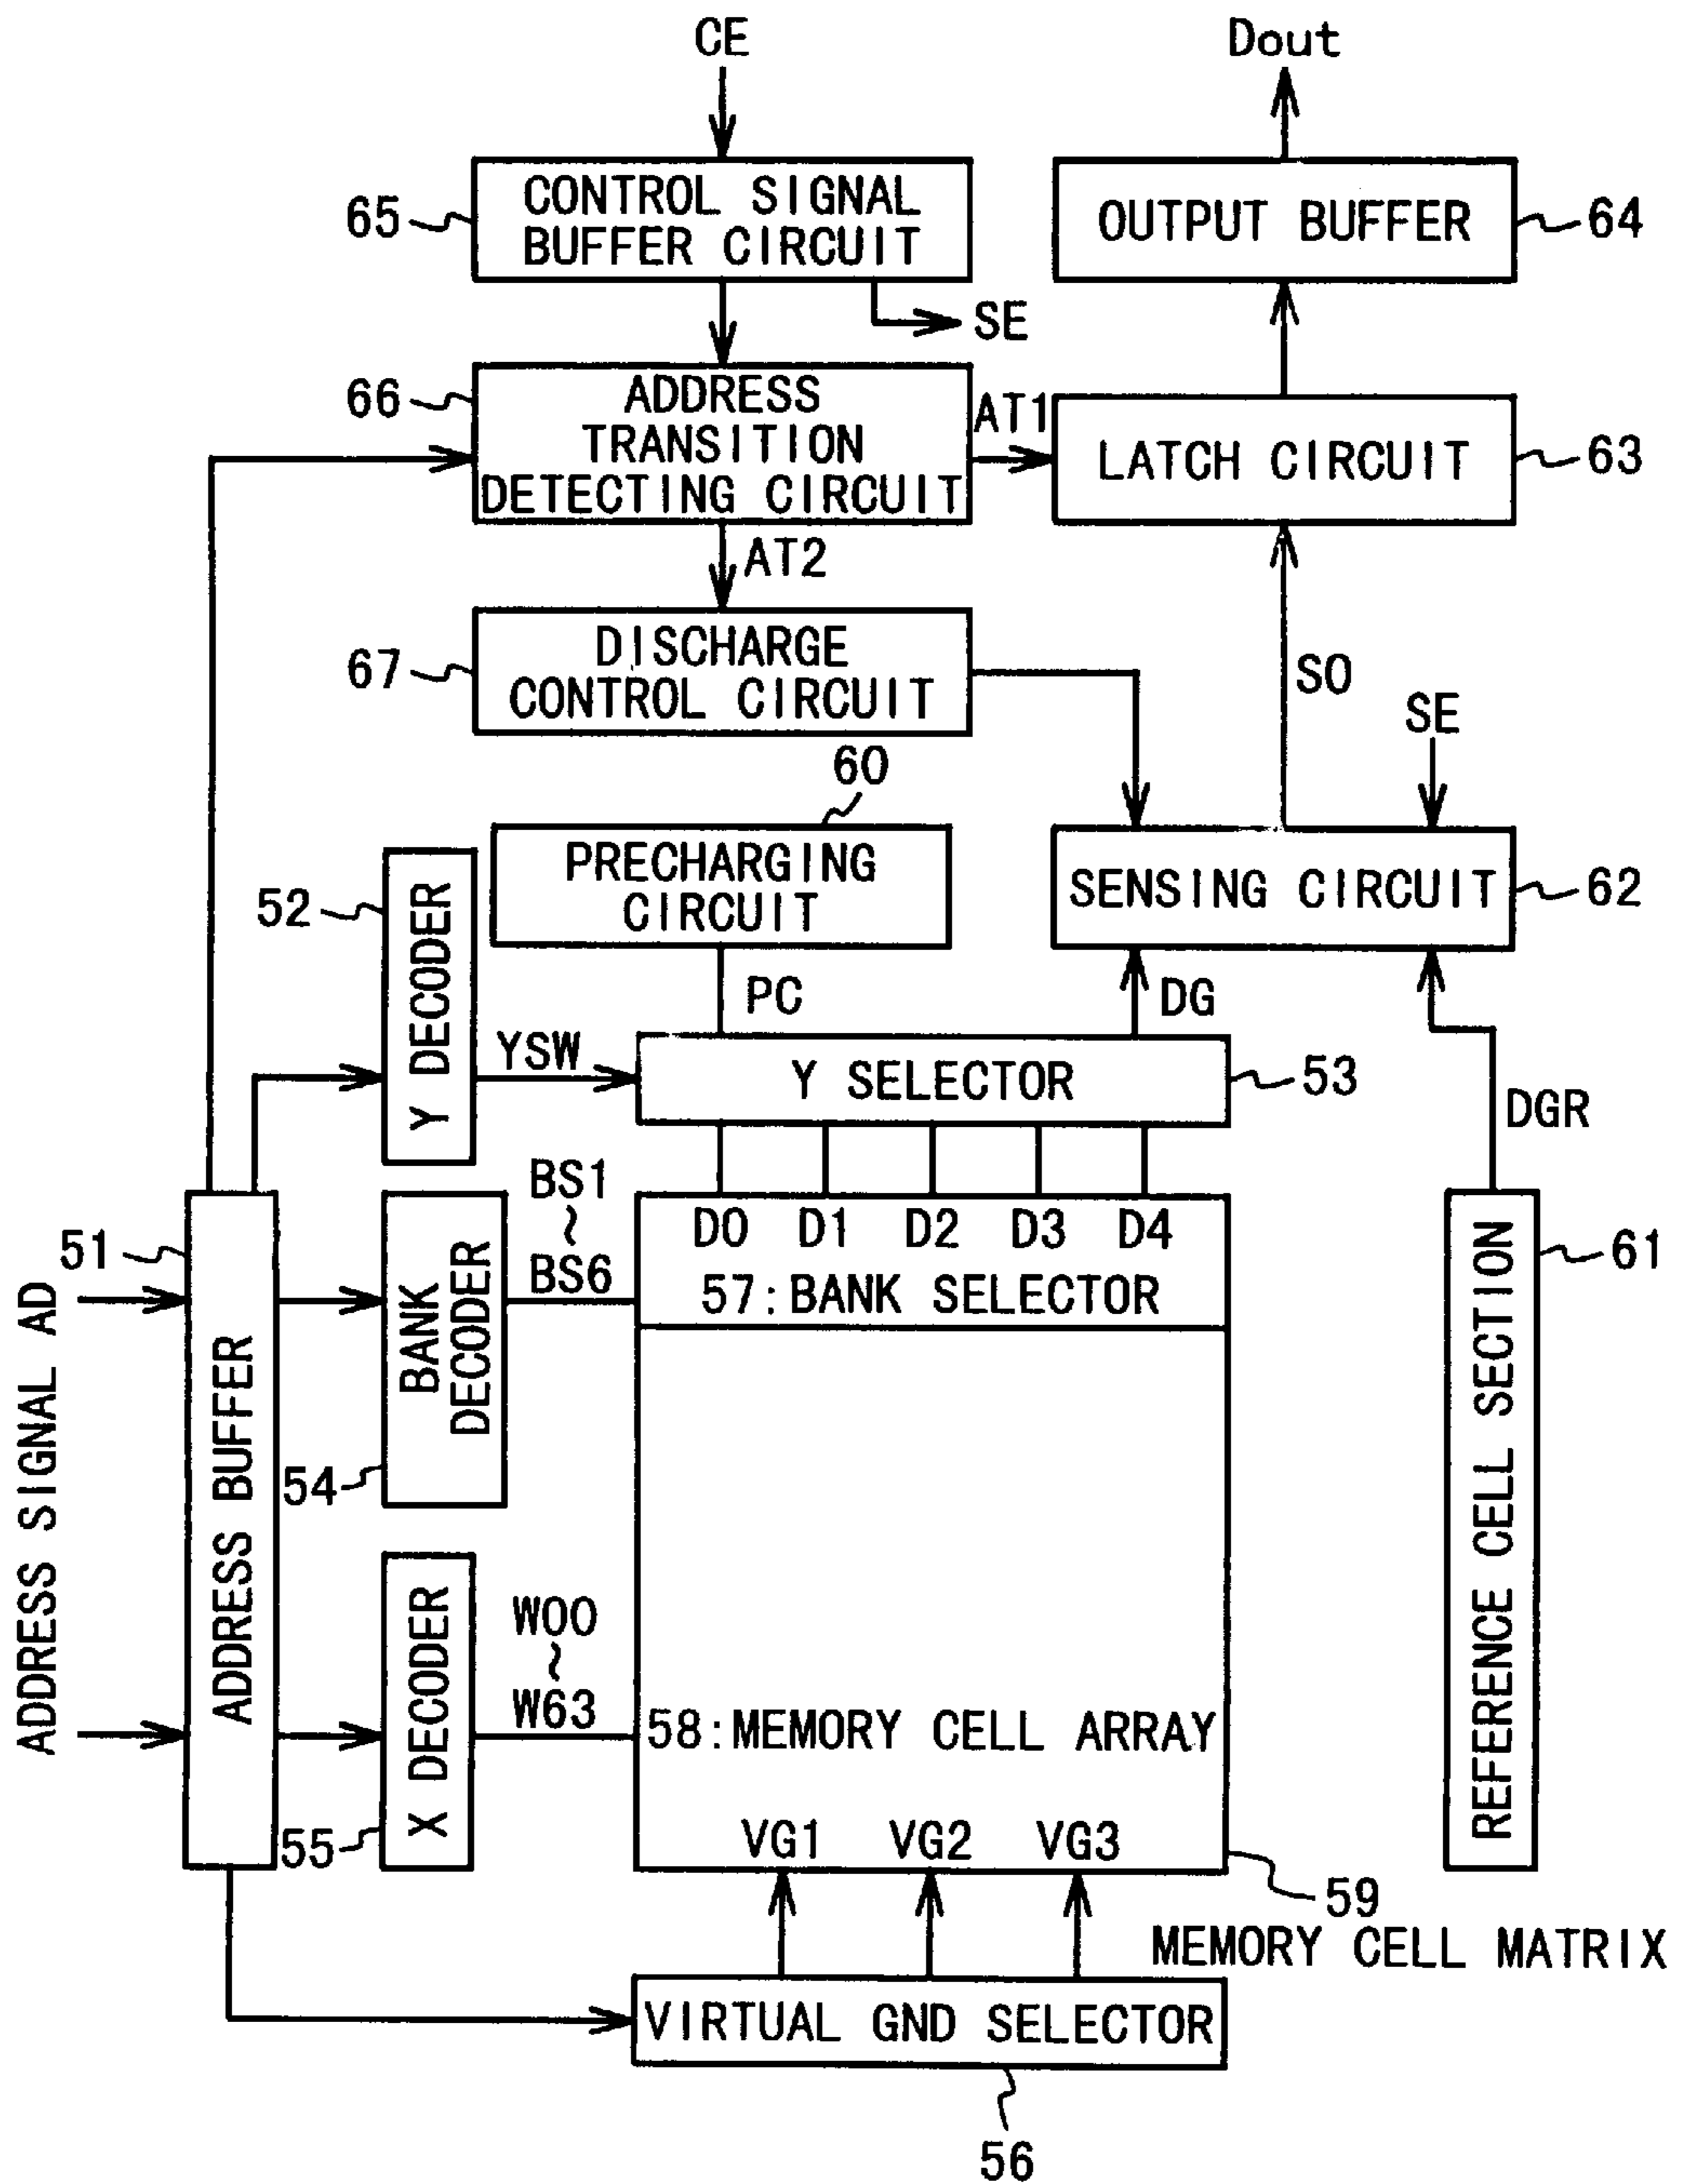 CE
Dout
65
CONTROL SIGNAL
BUFFER CIRCUIT
OUTPUT BUFFER
64
SE
66
ADDRESS
TRANSITION
DETECTING CIRCUIT
AT1
LATCH CIRCUIT
63
AT2
67
DISCHARGE
CONTROL CIRCUIT
SO
SE
60
PRECHARGING
CIRCUIT
SENSING CIRCUIT
62
52
Y DECODER
PC
DG
YSW
Y SELECTOR
53
DGR
51
ADDRESS SIGNAL AD
ADDRESS BUFFER
BANK
DECODER
54
BS1
~
BS6
D0 D1 D2 D3 D4
57:BANK SELECTOR
61
REFERENCE CELL SECTION
X DECODER
55
W00
~
W63
58:MEMORY CELL ARRAY
VG1 VG2 VG3
59
MEMORY CELL MATRIX
VIRTUAL GND SELECTOR
56